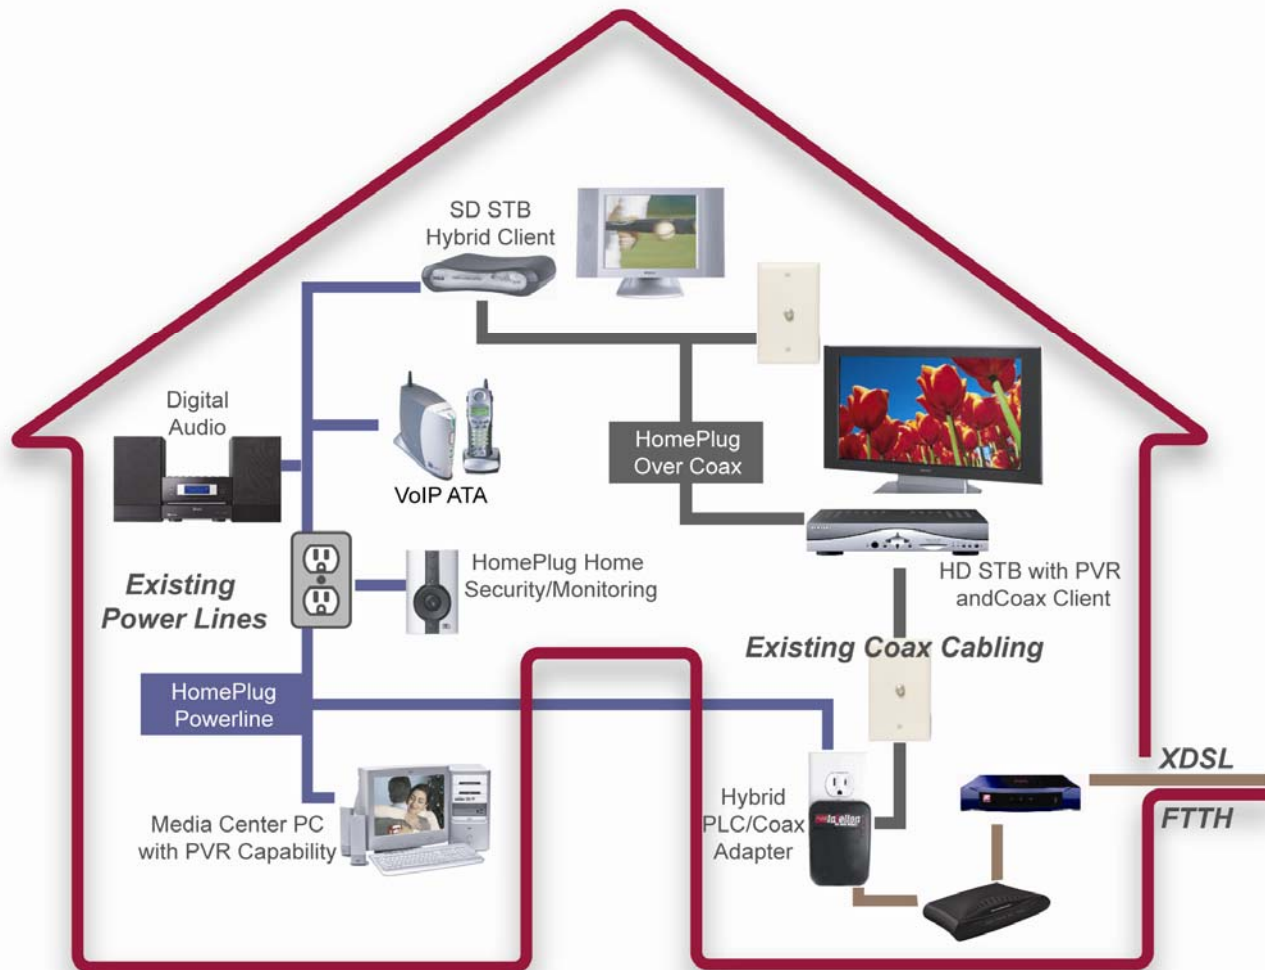 SD STB
Hybrid Client
Digital
Audio
VoIP ATA
HomePlug
Over Coax
HomePlug Home
Security/Monitoring
Existing
Power Lines
HD STB with PVR
andCoax Client
Existing Coax Cabling
HomePlug
Powerline
Media Center PC
with PVR Capability
Hybrid
PLC/Coax
Adapter
XDSL
FTTH